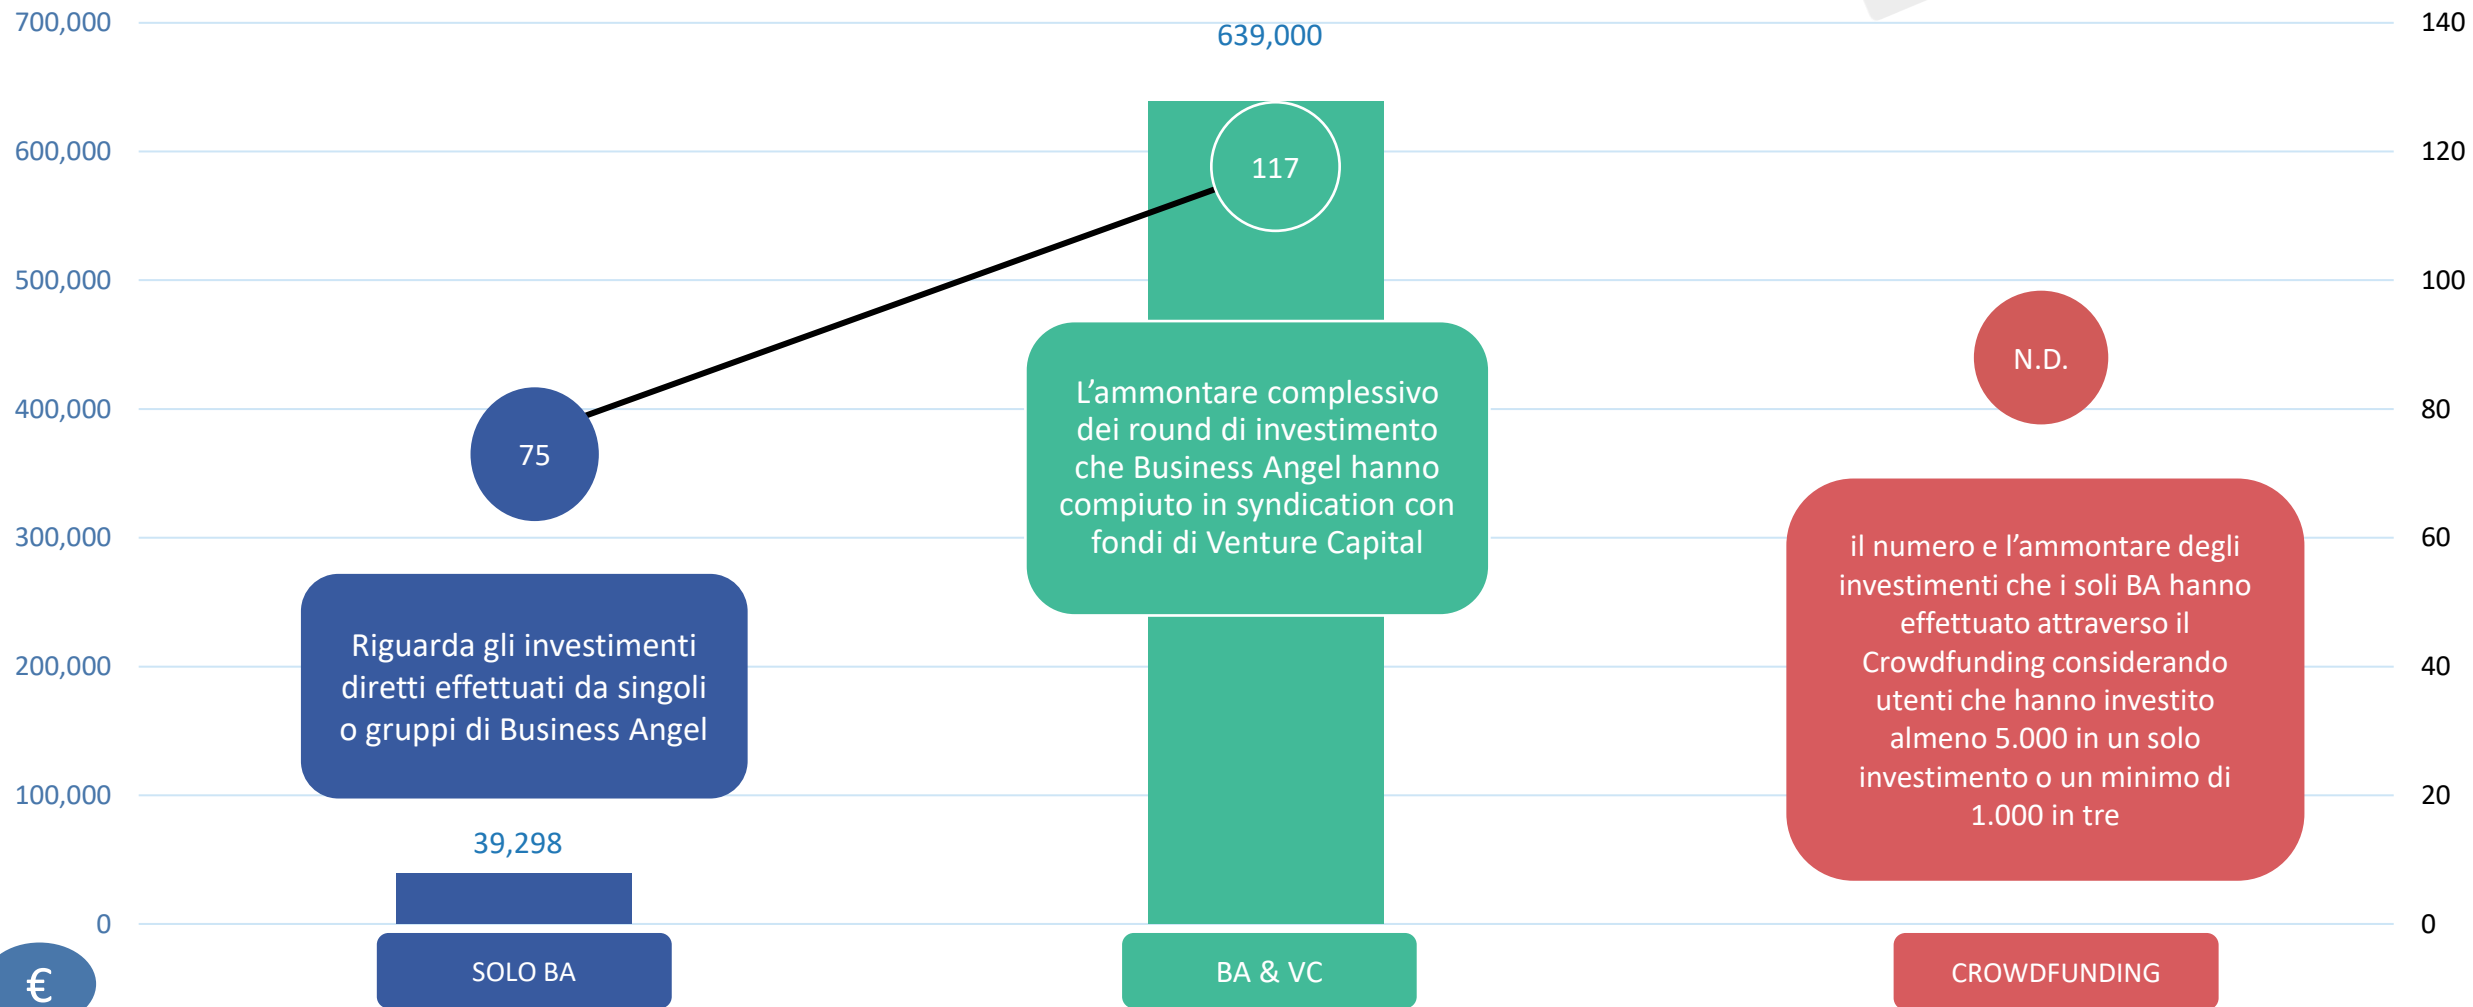 700,000
600,000
500,000
400,000
300,000
200,000
100,000
0
€
39,298
75
Riguarda gli investimenti
diretti effettuati da singoli
o gruppi di Business Angel
SOLO BA
639,000
117
L’ammontare complessivo
dei round di investimento
che Business Angel hanno
compiuto in syndication con
fondi di Venture Capital
BA & VC
N.D.
il numero e l’ammontare degli
investimenti che i soli BA hanno
effettuato attraverso il
Crowdfunding considerando
utenti che hanno investito
almeno 5.000 in un solo
investimento o un minimo di
1.000 in tre
CROWDFUNDING
140
120
100
80
60
40
20
0